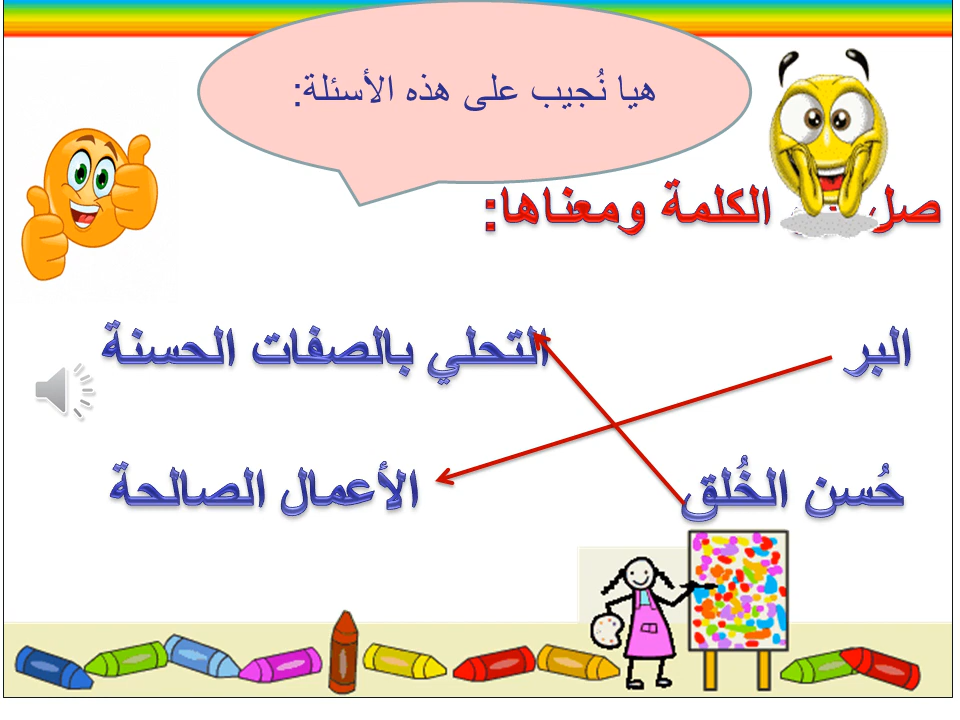 هيا نُجيب على هذه الأسئلة:
صل الكلمة ومعناها:
البر التحلي بالصفات الحسنة
حُسن الخُلق الأعمال الصالحة